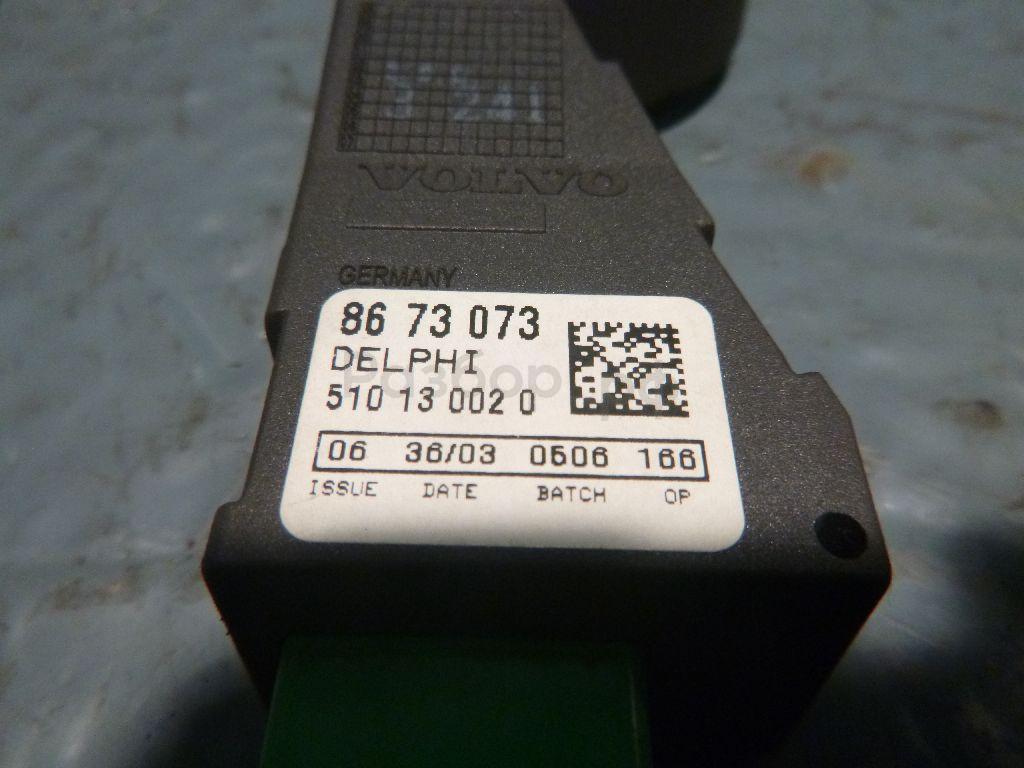 VOLVO
GERMANY
86 73 073
DELPHI
510 13 002 0
06 36/03 0506 166
ISSUE DATE BATCH OP